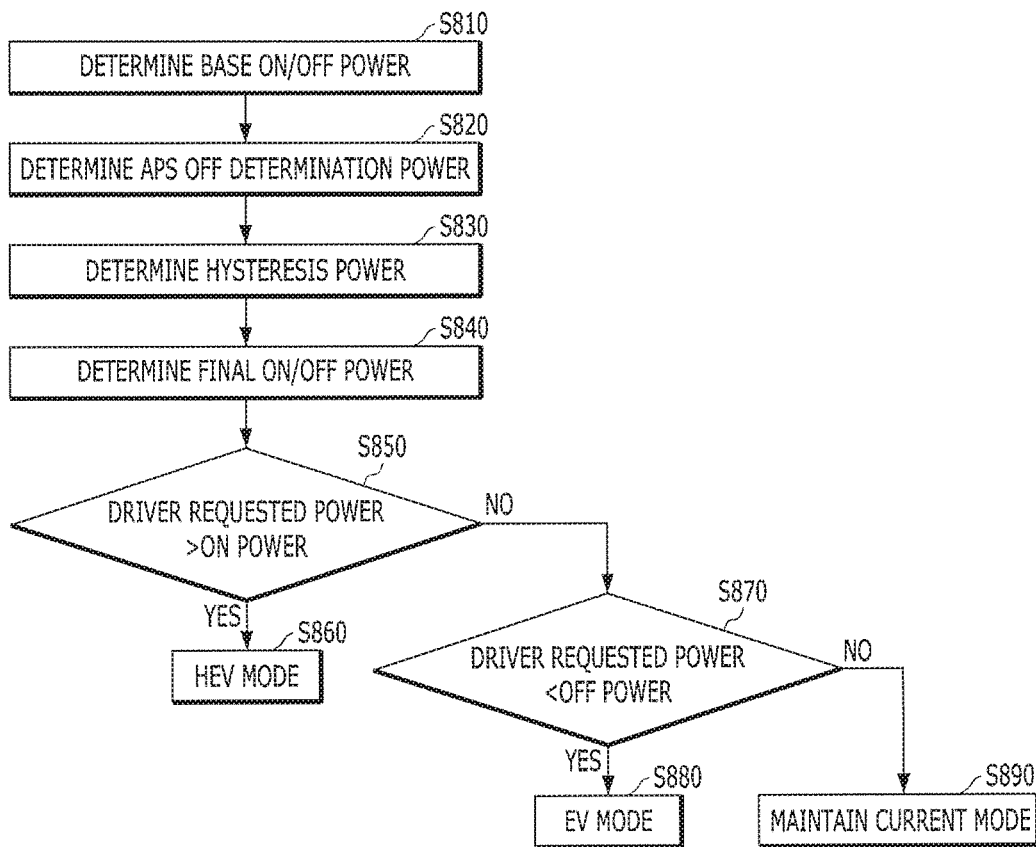 S810
DETERMINE BASE ON/OFF POWER
S820
DETERMINE APS OFF DETERMINATION POWER
S830
DETERMINE HYSTERESIS POWER
S840
DETERMINE FINAL ON/OFF POWER
S850
DRIVER REQUESTED POWER
>ON POWER
NO
YES
S860
HEV MODE
S870
DRIVER REQUESTED POWER
<OFF POWER
NO
YES
S880
EV MODE
S890
MAINTAIN CURRENT MODE